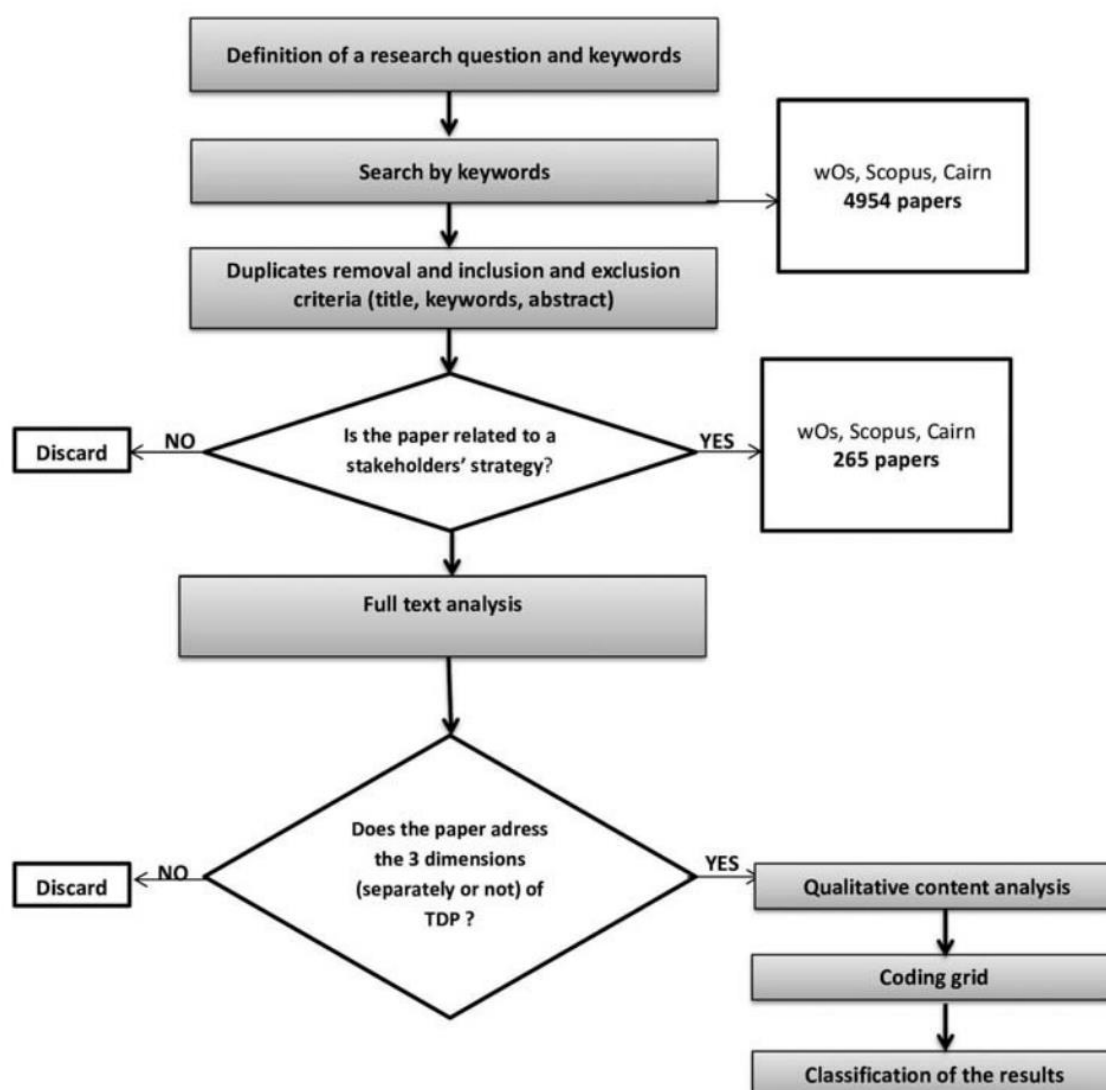 Definition of a research question and keywords
Search by keywords
wOs, Scopus, Cairn
4954 papers
Duplicates removal and inclusion and exclusion
criteria (title, keywords, abstract)
Is the paper related to a
stakeholders’ strategy?
NO
Discard
YES
wOs, Scopus, Cairn
265 papers
Full text analysis
Does the paper adress
the 3 dimensions
(separately or not) of
TDP ?
NO
Discard
YES
Qualitative content analysis
Coding grid
Classification of the results